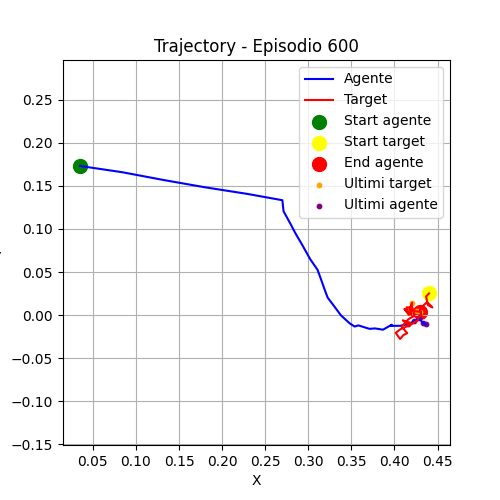 Trajectory - Episodio 600
Agente
Target
Start agente
Start target
End agente
Ultimi target
Ultimi agente
0.25
0.20
0.15
0.10
0.05
0.00
−0.05
−0.10
−0.15
0.05 0.10 0.15 0.20 0.25 0.30 0.35 0.40 0.45
X